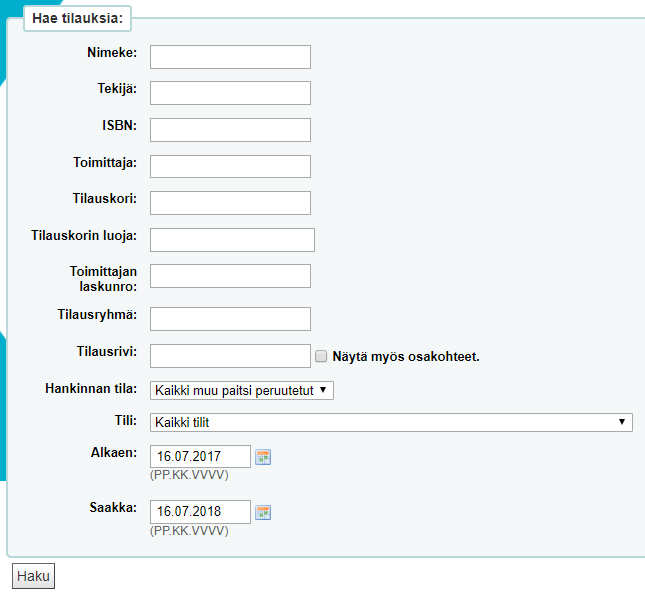 Hae tilauksia:
Nimeke:
Tekijä:
ISBN:
Toimittaja:
Tilauskori:
Tilauskorin luoja:
Toimittajan
laskunro:
Tilausryhmä:
Tilausrivi: Näytä myös osakohteet.
Hankinnan tila: Kaikki muu paitsi peruutetut
Tili: Kaikki tilit
Alkaen: 16.07.2017
(PP.KK.VVVV)
Saakka: 16.07.2018
(PP.KK.VVVV)
Haku